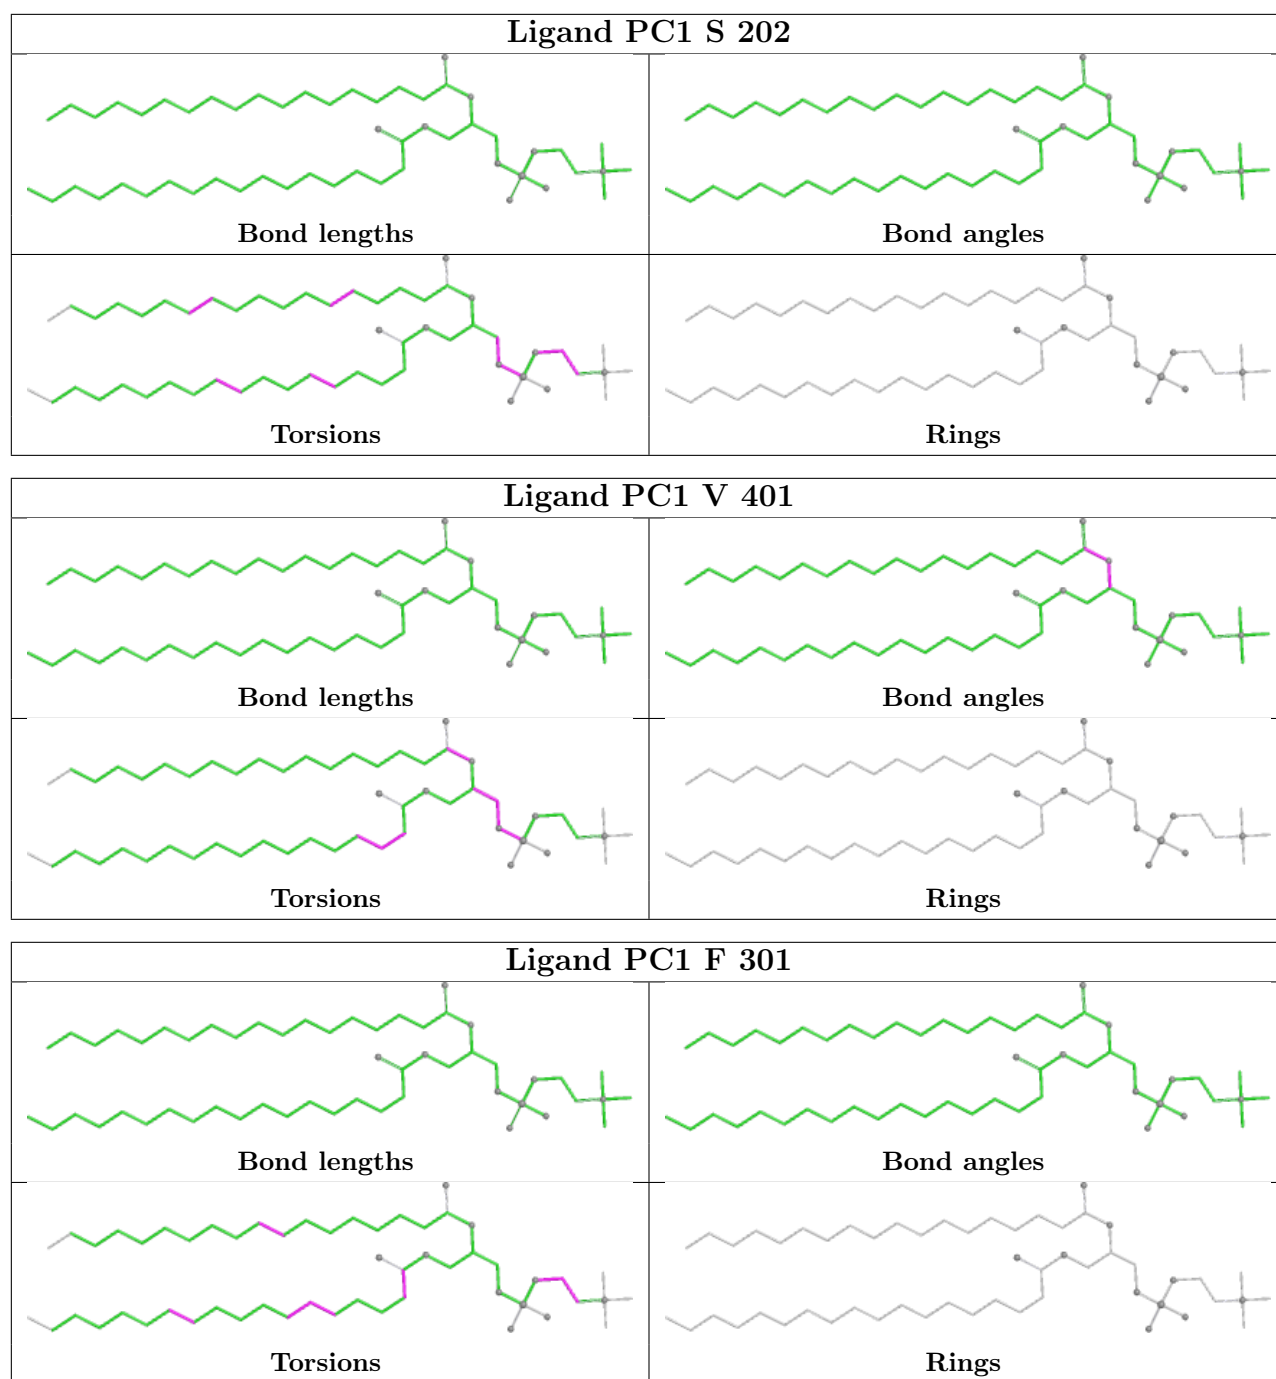 Ligand PC1 S 202
Bond lengths
Bond angles
Torsions
Rings
Ligand PC1 V 401
Bond lengths
Bond angles
Torsions
Rings
Ligand PC1 F 301
Bond lengths
Bond angles
Torsions
Rings